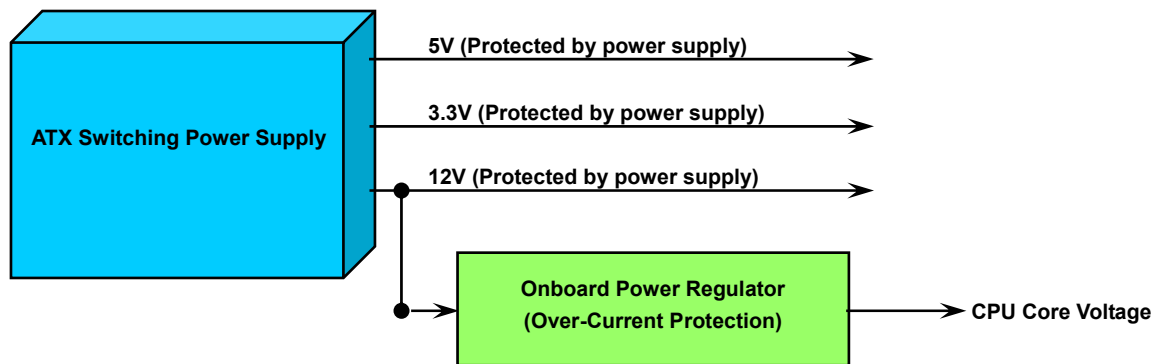 5V (Protected by power supply)
3.3V (Protected by power supply)
ATX Switching Power Supply
12V (Protected by power supply)
Onboard Power Regulator
(Over-Current Protection)
CPU Core Voltage